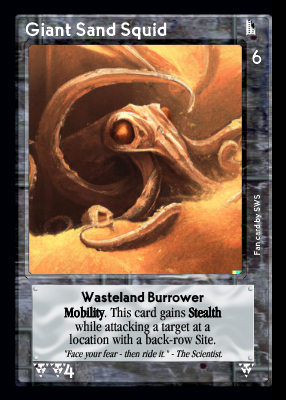 Giant Sand Squid
6
Fan card by SWS
Wasteland Burrower
Mobility. This card gains Stealth
while attacking a target at a
location with a back-row Site.
"Face your fear - then ride it." - The Scientist.
4